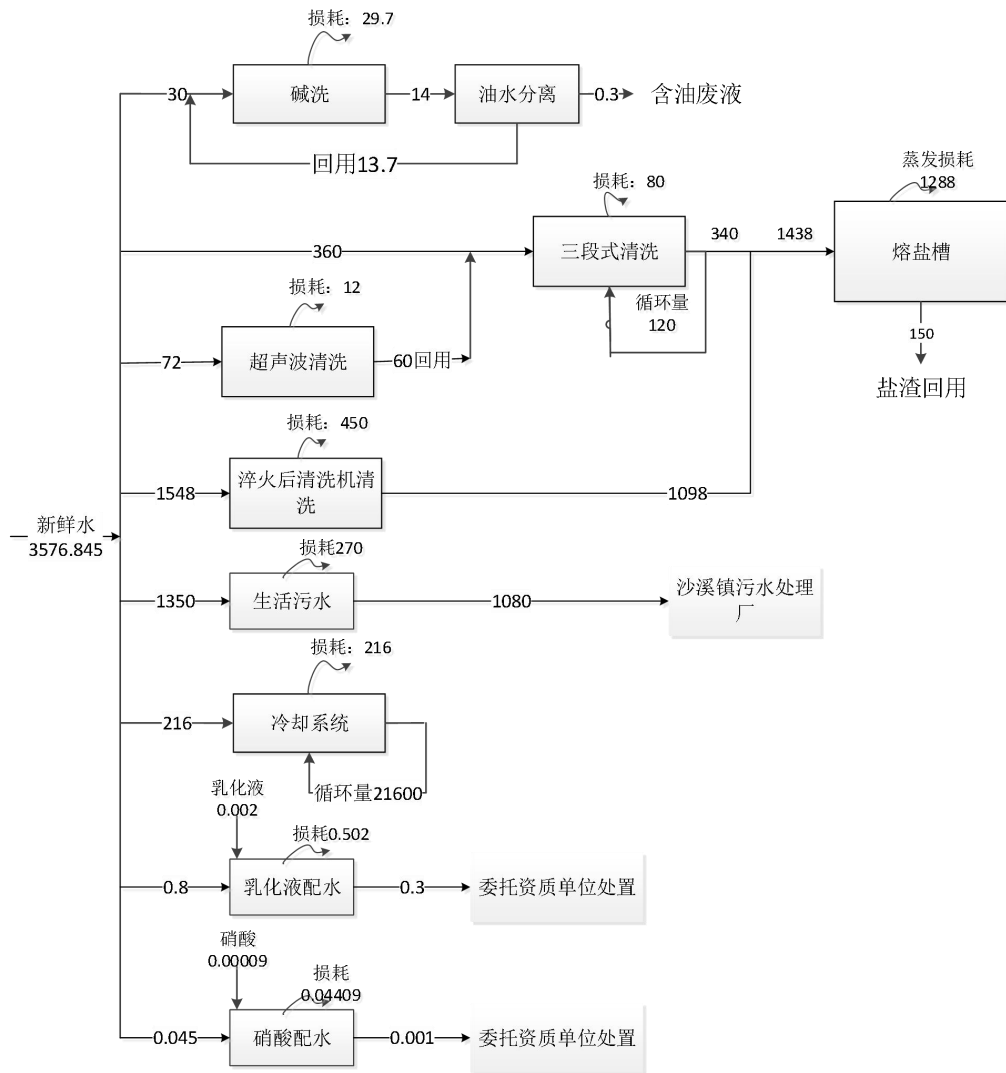 损耗：29.7
30
碱洗
14
油水分离
0.3
含油废液
回用13.7
损耗：80
蒸发损耗
1288
360
三段式清洗
340
1438
熔盐槽
循环量
120
150
盐渣回用
损耗：12
72
超声波清洗
60回用
损耗：450
1548
淬火后清洗机清
洗
1098
新鲜水
3576.845
损耗270
1350
生活污水
1080
沙溪镇污水处理
厂
损耗：216
216
冷却系统
循环量21600
乳化液
0.002
损耗0.502
0.8
乳化液配水
0.3
委托资质单位处置
硝酸
0.00009
损耗
0.04409
0.045
硝酸配水
0.001
委托资质单位处置